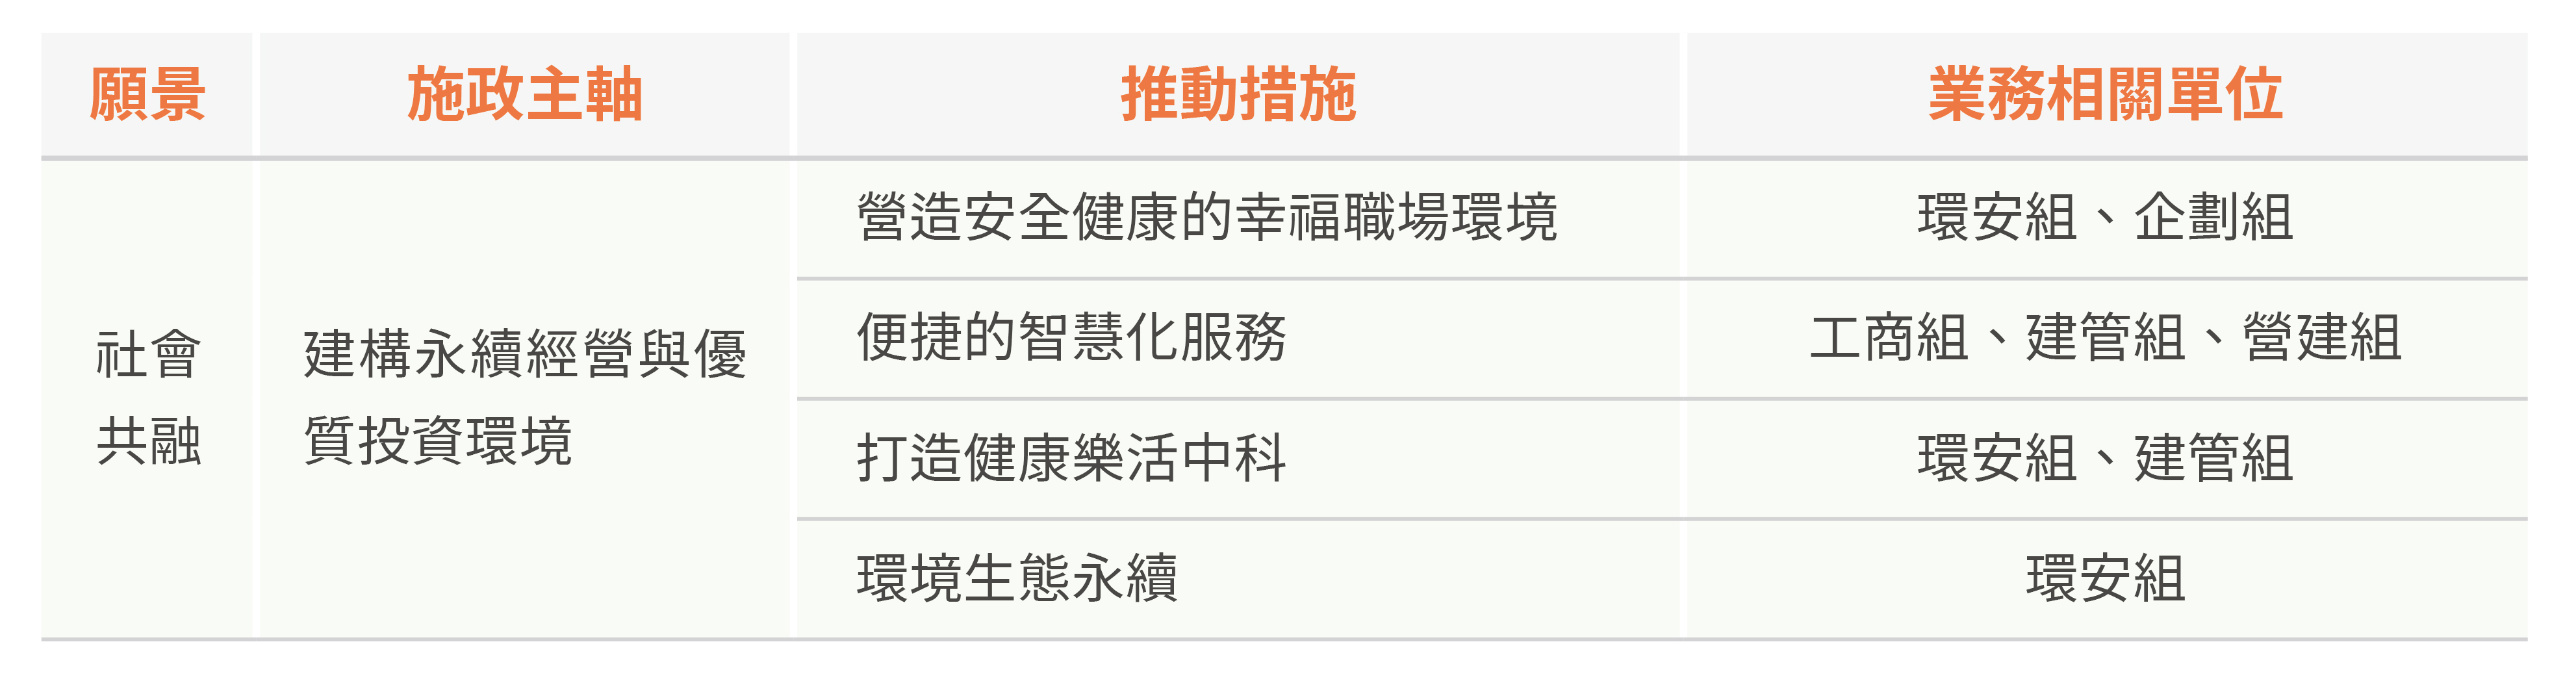 願景 施政主軸 推動措施 業務相關單位
社會
共融
建構永續經營與優
質投資環境
營造安全健康的幸福職場環境 環安組、企劃組
便捷的智慧化服務 工商組、建管組、營建組
打造健康樂活中科 環安組、建管組
環境生態永續 環安組